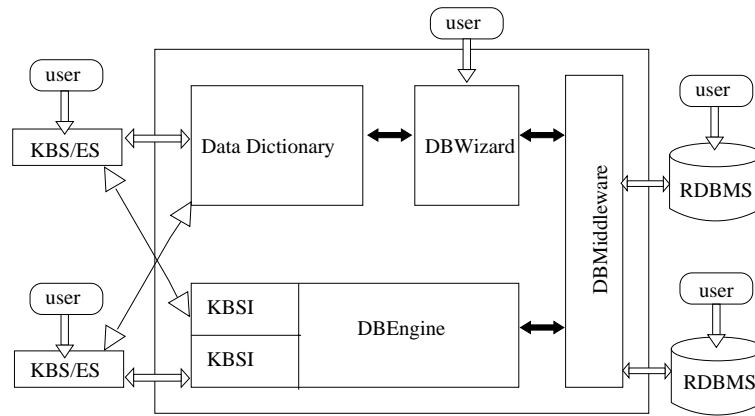 user
user
user
KBS/ES
Data Dictionary
DBWizard
DBMiddleware
RDBMS
user
user
KBSI
DBEngine
KBSI
KBS/ES
RDBMS